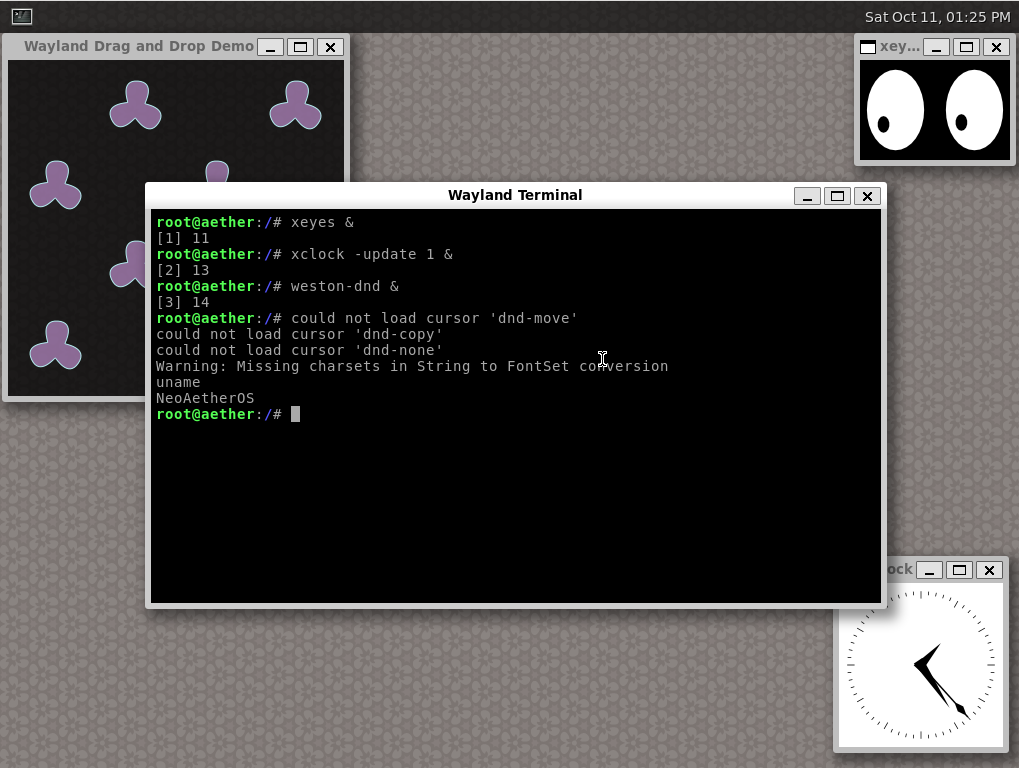 Sat Oct 11, 01:25 PM
Wayland Drag and Drop Demo
xey...
Wayland Terminal
root@aether:/# xeyes &
[1] 11
root@aether:/# xclock -update 1 &
[2] 13
root@aether:/# weston-dnd &
[3] 14
root@aether:/# could not load cursor 'dnd-move'
could not load cursor 'dnd-copy'
could not load cursor 'dnd-none'
Warning: Missing charsets in String to FontSet conversion
uname
NeoAetherOS
root@aether:/#
ock